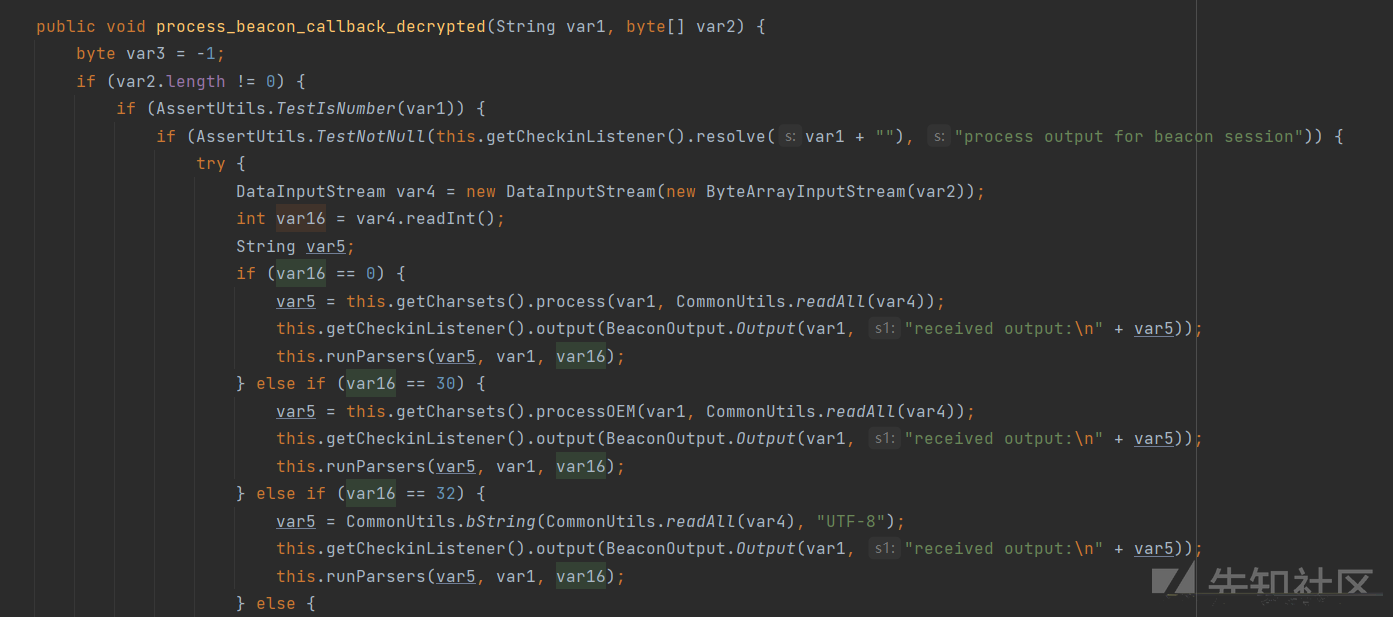 public void process_beacon_callback_decrypted(String var1, byte[] var2) {
byte var3 = -1;
if (var2.length != 0) {
if (AssertUtils.TestIsNumber(var1)) {
if (AssertUtils.TestNotNull(this.getCheckinListener().resolve( s: var1 + ""), s: "process output for beacon session")) {
try {
DataInputStream var4 = new DataInputStream(new ByteArrayInputStream(var2));
int var16 = var4.readInt();
String var5;
if (var16 == 0) {
var5 = this.getCharsets().process(var1, CommonUtils.readAll(var4));
this.getCheckinListener().output(BeaconOutput.Output(var1, s1: "received output:\n" + var5));
this.runParsers(var5, var1, var16);
} else if (var16 == 30) {
var5 = this.getCharsets().processOEM(var1, CommonUtils.readAll(var4));
this.getCheckinListener().output(BeaconOutput.Output(var1, s1: "received output:\n" + var5));
this.runParsers(var5, var1, var16);
} else if (var16 == 32) {
var5 = CommonUtils.bString(CommonUtils.readAll(var4), "UTF-8");
this.getCheckinListener().output(BeaconOutput.Output(var1, s1: "received output:\n" + var5));
this.runParsers(var5, var1, var16);
} else {
先知社区